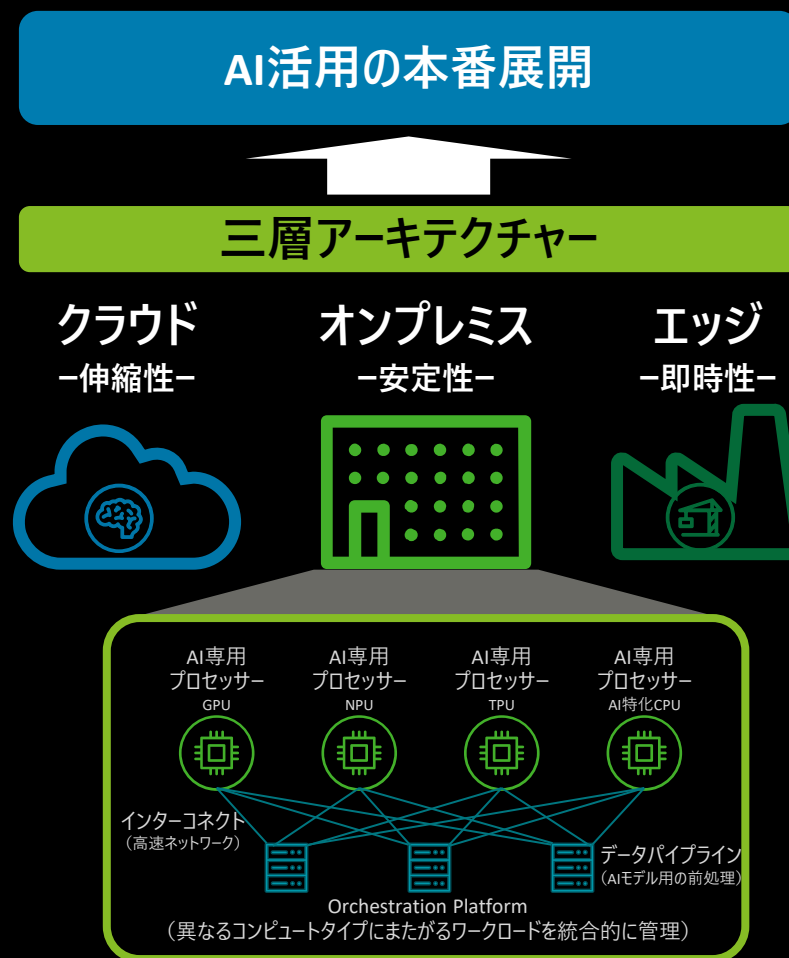 AI活用の本番展開
三層アーキテクチャー
クラウド
–伸縮性–
オンプレミス
–安定性–
エッジ
–即時性–
AI専用
プロセッサー
GPU
AI専用
プロセッサー
NPU
AI専用
プロセッサー
TPU
AI専用
プロセッサー
AI特化CPU
インターコネクト
（高速ネットワーク）
データパイプライン
（AIモデル用の前処理）
Orchestration Platform
（異なるコンピュートタイプにまたがるワークロードを統合的に管理）